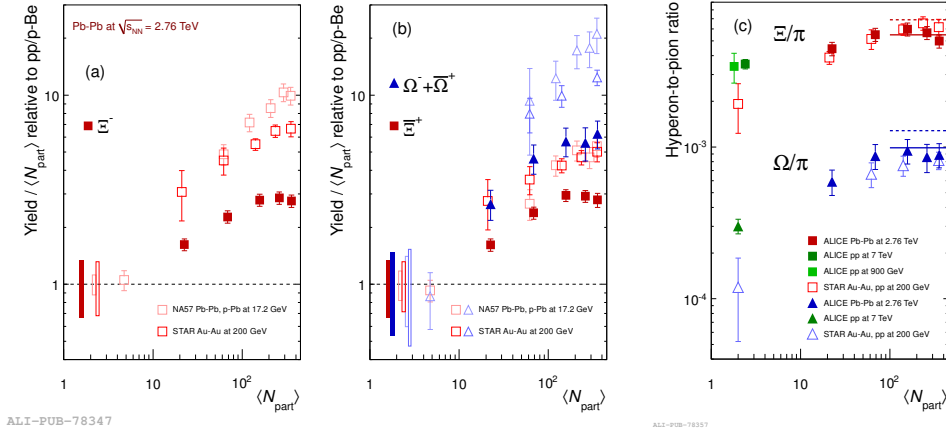 Pb-Pb at √sNN = 2.76 TeV
(a)
Ξ-
NA57 Pb-Pb, p-Pb at 17.2 GeV
STAR Au-Au at 200 GeV
Yield / ⟨Npart⟩ relative to pp/p-Be
10
1
1
10
10²
⟨Npart⟩
ALI-PUB-78347
(b)
Ω- + Ω̅+
Ξ̅+
NA57 Pb-Pb, p-Pb at 17.2 GeV
STAR Au-Au at 200 GeV
Yield / ⟨Npart⟩ relative to pp/p-Be
10
1
1
10
10²
⟨Npart⟩
(c)
Ξ/π
Ω/π
ALICE Pb-Pb at 2.76 TeV
ALICE pp at 7 TeV
ALICE pp at 900 GeV
STAR Au-Au, pp at 200 GeV
ALICE Pb-Pb at 2.76 TeV
ALICE pp at 7 TeV
STAR Au-Au, pp at 200 GeV
Hyperon-to-pion ratio
10-3
10-4
1
10
10²
⟨Npart⟩
ALI-PUB-78357